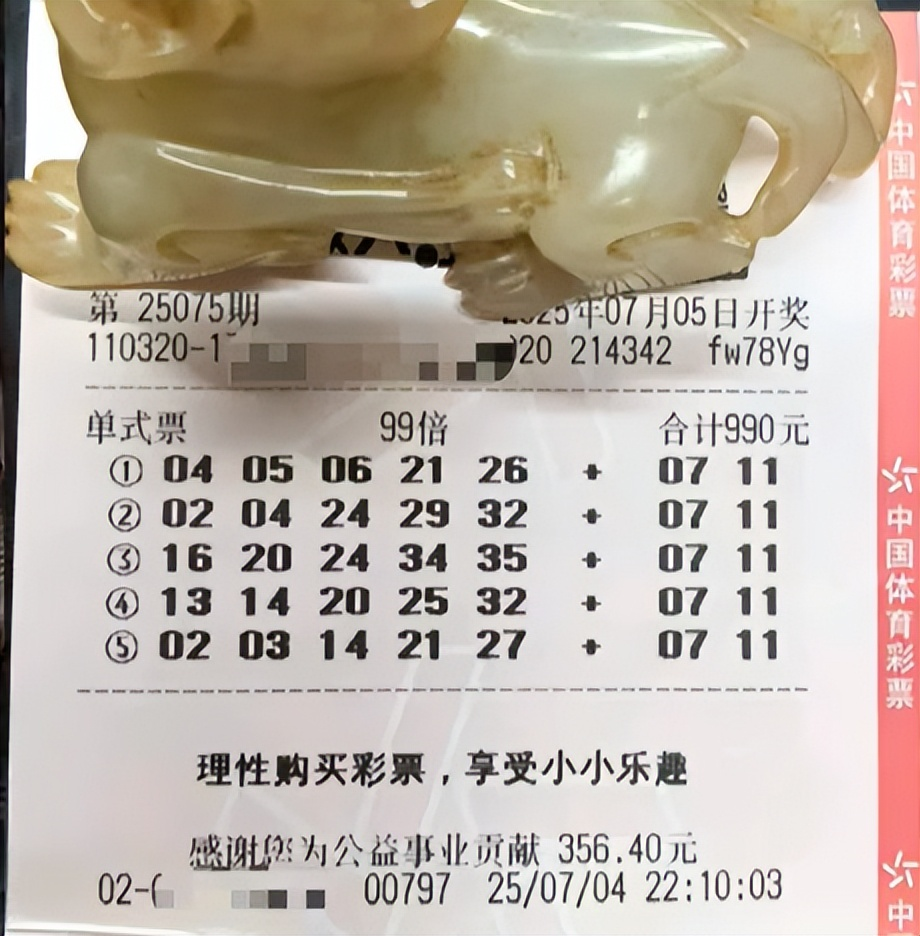 第 25075期
2025年07月05日开奖
110320-1
020 214342 fw78Yg
单式票 99倍 合计990元
① 04 05 06 21 26 + 07 11
② 02 04 24 29 32 + 07 11
③ 16 20 24 34 35 + 07 11
④ 13 14 20 25 32 + 07 11
⑤ 02 03 14 21 27 + 07 11
理性购买彩票，享受小小乐趣
感谢您为公益事业贡献 356.40元
02- 00797 25/07/04 22:10:03
中国体育彩票
中国体育彩票
中